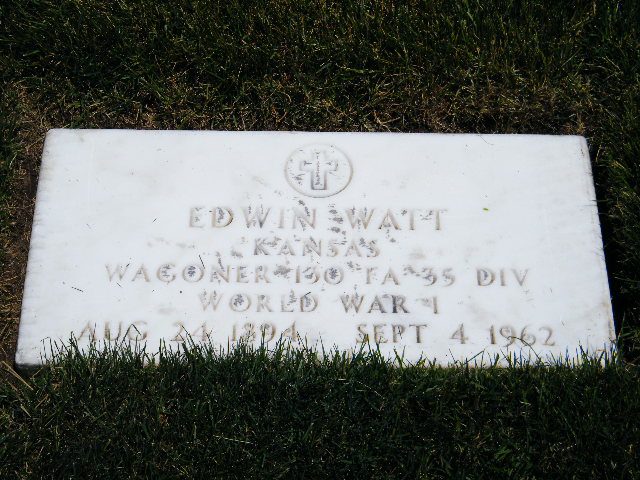 EDWIN WATT
KANSAS
WAGONER 130 FA 35 DIV
WORLD WAR I
AUG 24 1894 SEPT 4 1962